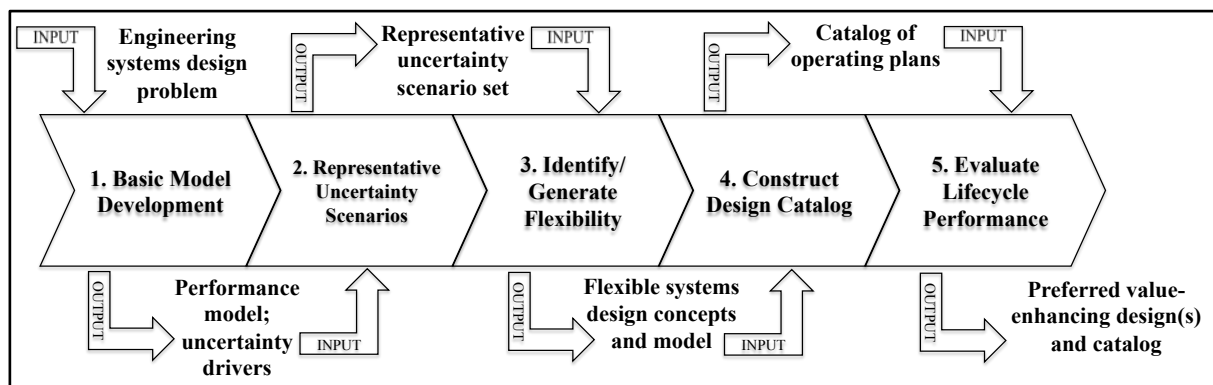 INPUT
Engineering
systems design
problem
OUTPUT
Representative
uncertainty
scenario set
INPUT
OUTPUT
Catalog of
operating plans
INPUT
1. Basic Model
Development
2. Representative
Uncertainty
Scenarios
3. Identify/
Generate
Flexibility
4. Construct
Design Catalog
5. Evaluate
Lifecycle
Performance
OUTPUT
Performance
model;
uncertainty
drivers
INPUT
OUTPUT
Flexible systems
design concepts
and model
INPUT
OUTPUT
Preferred value-
enhancing design(s)
and catalog